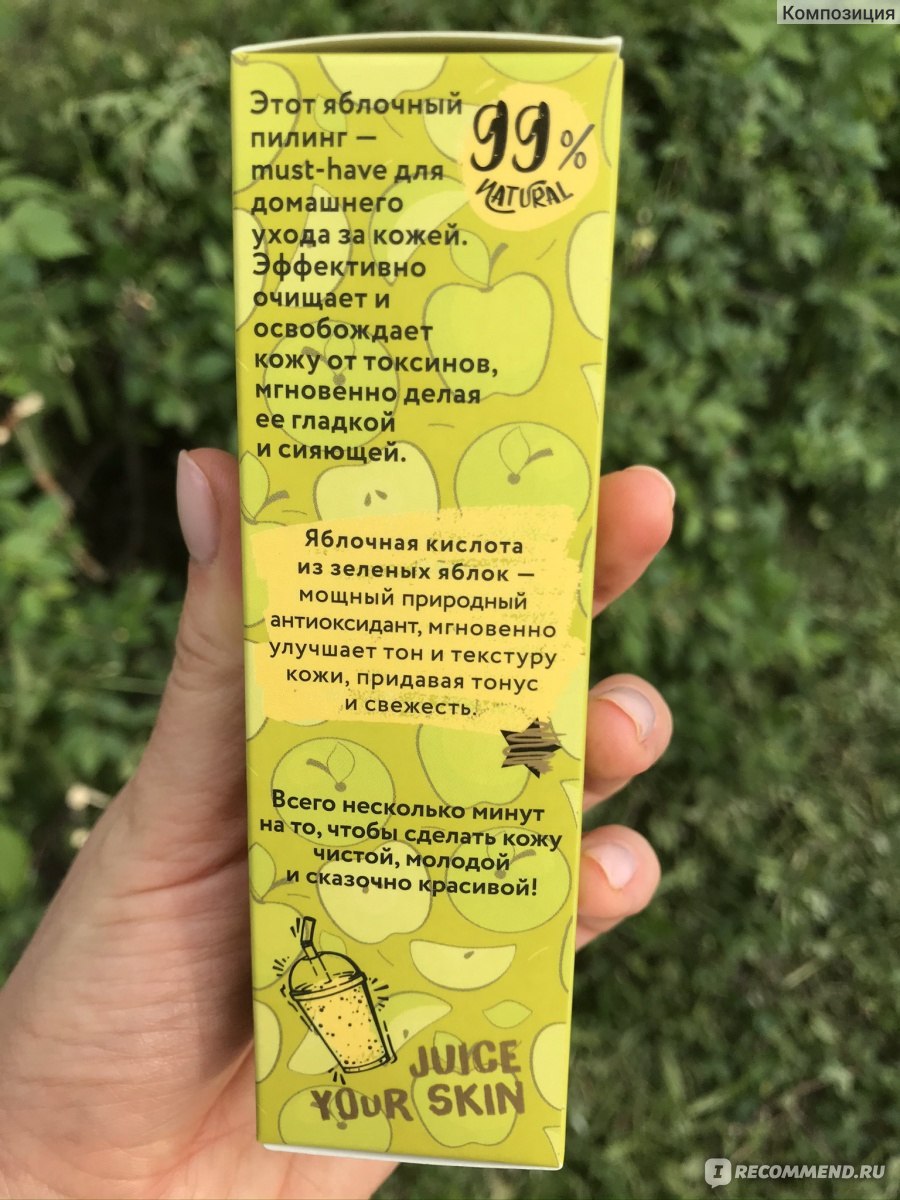 Композиция
Этот яблочный
пилинг —
must-have для
домашнего
ухода за кожей.
Эффективно
очищает и
освобождает
кожу от токсинов,
мгновенно делая
ее гладкой
и сияющей.
99%
NATURAL
Яблочная кислота
из зеленых яблок —
мощный природный
антиоксидант, мгновенно
улучшает тон и текстуру
кожи, придавая тонус
и свежесть.
Всего несколько минут
на то, чтобы сделать кожу
чистой, молодой
и сказочно красивой!
JUICE
YOUR SKIN
IRECOMMEND.RU